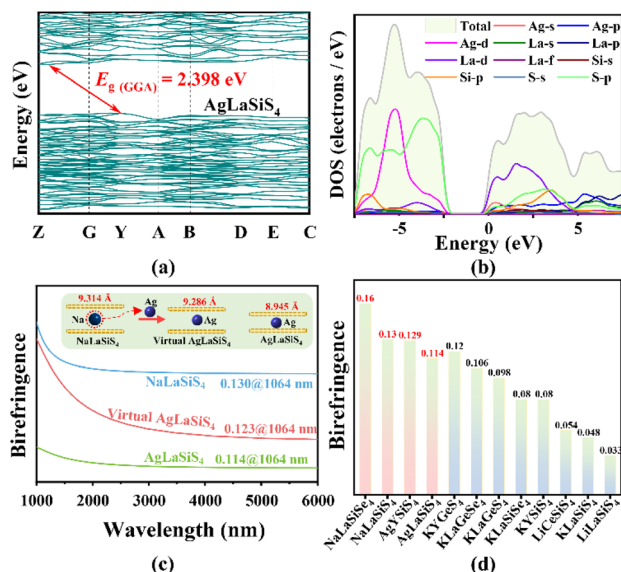 E_g (GGA) = 2.398 eV
AgLaSiS₄
Energy (eV)
Z G Y A B D E C
(a)
Total Ag-s Ag-p
Ag-d La-s La-p
La-d La-f Si-s
Si-p S-s S-p
DOS (electrons / eV)
-5 0 5
Energy (eV)
(b)
9.314 Å
Na
NaLaSiS₄
Ag
9.286 Å
Ag
Virtual AgLaSiS₄
8.945 Å
Ag
AgLaSiS₄
NaLaSiS₄ 0.130@1064 nm
Virtual AgLaSiS₄ 0.123@1064 nm
AgLaSiS₄ 0.114@1064 nm
Birefringence
1000 2000 3000 4000 5000 6000
Wavelength (nm)
(c)
0.16
0.13
0.129
0.114
0.12
0.106
0.098
0.08
0.08
0.054
0.048
0.033
Birefringence
NaLaSiSe₄
NaLaSiS₄
AgYSiS₄
AgLaSiS₄
KYGeS₄
KLaGeSe₄
KLaGeS₄
KLaSiSe₄
KYSiS₄
LiCeSiS₄
KLaSiS₄
LiLaSiS₄
(d)